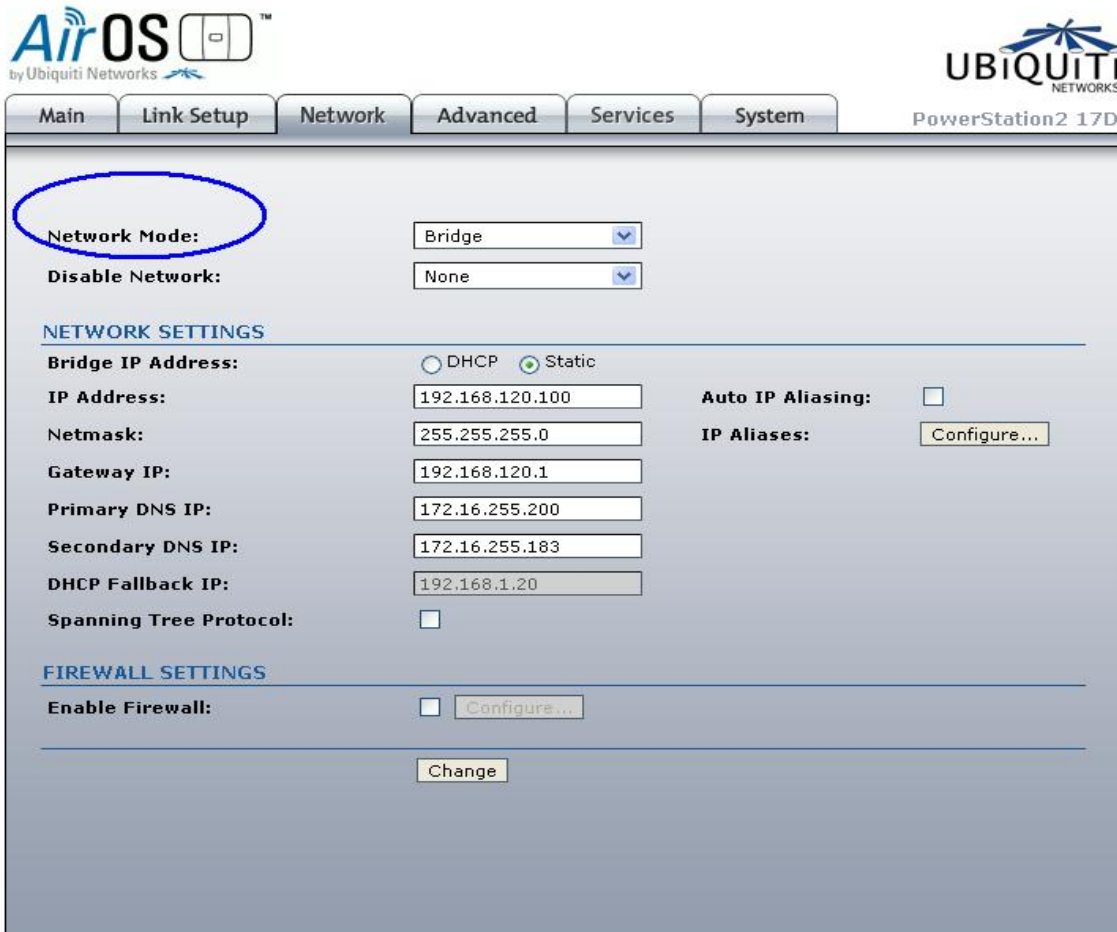 AirOS ™
by Ubiquiti Networks
UBiQUiTi
NETWORKS
Main Link Setup Network Advanced Services System PowerStation2 17D
Network Mode: Bridge
Disable Network: None
NETWORK SETTINGS
Bridge IP Address: DHCP Static
IP Address: 192.168.120.100 Auto IP Aliasing:
Netmask: 255.255.255.0 IP Aliases: Configure...
Gateway IP: 192.168.120.1
Primary DNS IP: 172.16.255.200
Secondary DNS IP: 172.16.255.183
DHCP Fallback IP: 192.168.1.20
Spanning Tree Protocol:
FIREWALL SETTINGS
Enable Firewall: Configure...
Change